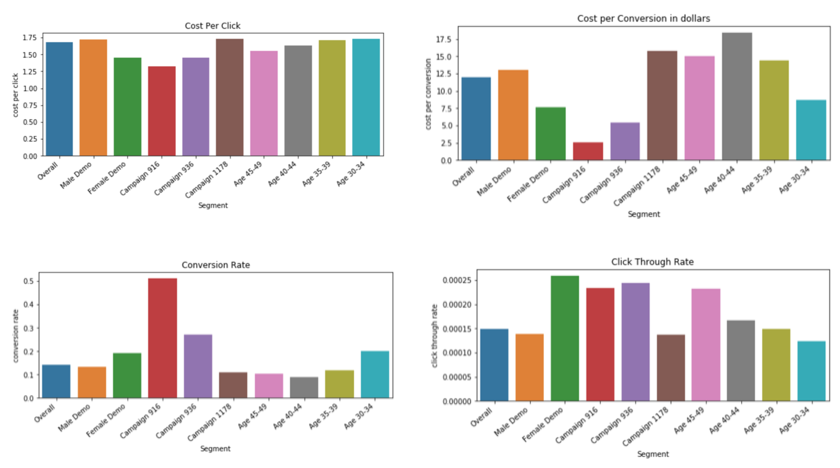 Cost Per Click
1.75
1.50
1.25
1.00
0.75
0.50
0.25
0.00
cost per click
Overall
Male Demo
Female Demo
Campaign 916
Campaign 936
Campaign 1178
Age 45-49
Age 40-44
Age 35-39
Age 30-34
Segment
Cost per Conversion in dollars
17.5
15.0
12.5
10.0
7.5
5.0
2.5
0.0
cost per conversion
Overall
Male Demo
Female Demo
Campaign 916
Campaign 936
Campaign 1178
Age 45-49
Age 40-44
Age 35-39
Age 30-34
Segment
Conversion Rate
0.5
0.4
0.3
0.2
0.1
0.0
conversion rate
Overall
Male Demo
Female Demo
Campaign 916
Campaign 936
Campaign 1178
Age 45-49
Age 40-44
Age 35-39
Age 30-34
Segment
Click Through Rate
0.00025
0.00020
0.00015
0.00010
0.00005
0.00000
click through rate
Overall
Male Demo
Female Demo
Campaign 916
Campaign 936
Campaign 1178
Age 45-49
Age 40-44
Age 35-39
Age 30-34
Segment